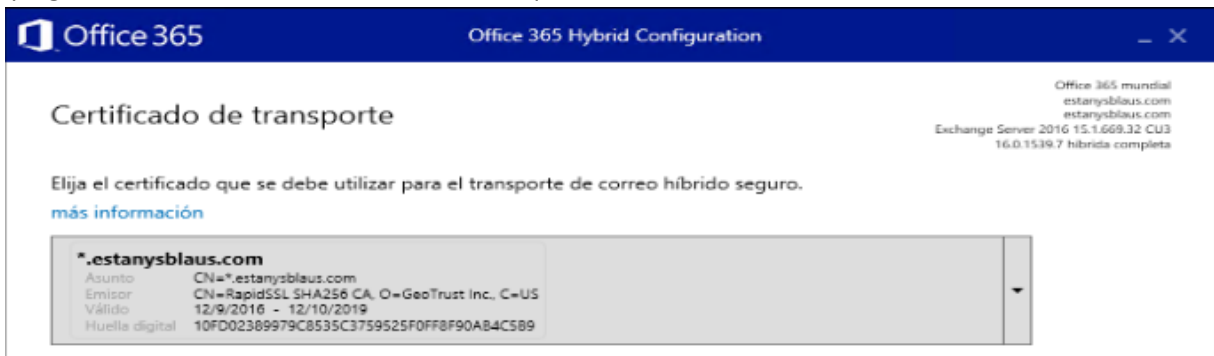 Office 365
Office 365 Hybrid Configuration
Certificado de transporte
Office 365 mundial
estanysblaus.com
estanysblaus.com
Exchange Server 2016 15.1.669.32 CU3
16.0.1539.7 híbrida completa
Elija el certificado que se debe utilizar para el transporte de correo híbrido seguro.
más información
*.estanysblaus.com
Asunto CN=*.estanysblaus.com
Emisor CN=RapidSSL SHA256 CA, O=GeoTrust Inc., C=US
Válido 12/9/2016 - 12/10/2019
Huella digital 10FD02389979C8535C3759525F0FF8F90AB4C5B9